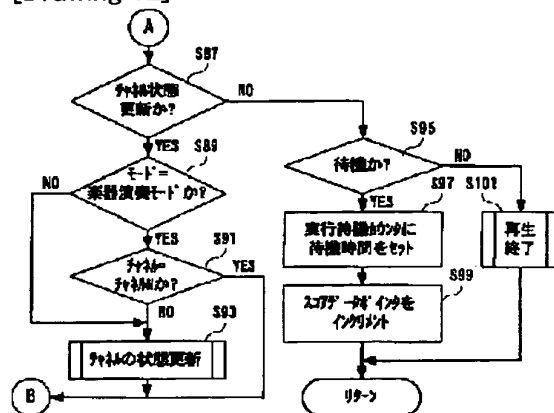 A
S87
チャネル状態
更新か?
NO
YES
S89
モード=
楽器演奏モードか?
NO
YES
S91
チャネル=
チャネルNか?
YES
NO
S93
チャネルの状態更新
B
S95
待機か?
NO
YES
S97
実行待機カウンタに
待機時間をセット
S101
再生
終了
S99
スコアデータポインタを
インクリメント
リターン